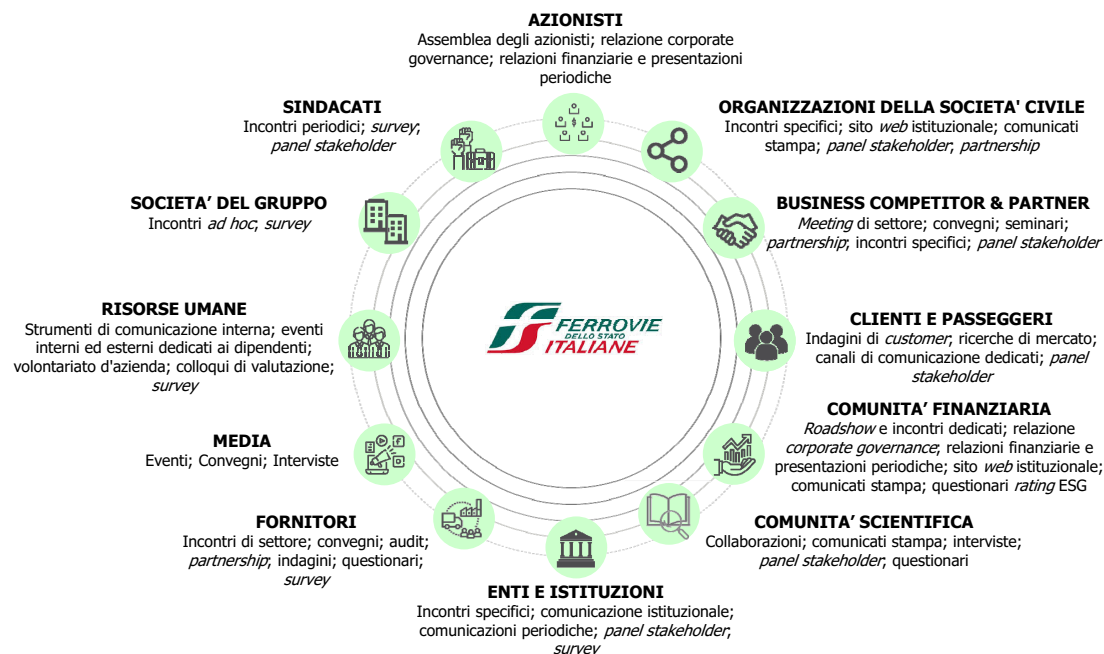 AZIONISTI
Assemblea degli azionisti; relazione corporate
governance; relazioni finanziarie e presentazioni
periodiche
ORGANIZZAZIONI DELLA SOCIETA' CIVILE
Incontri specifici; sito web istituzionale; comunicati
stampa; panel stakeholder; partnership
BUSINESS COMPETITOR & PARTNER
Meeting di settore; convegni; seminari;
partnership; incontri specifici; panel stakeholder
CLIENTI E PASSEGGERI
Indagini di customer; ricerche di mercato;
canali di comunicazione dedicati; panel
stakeholder
COMUNITA’ FINANZIARIA
Roadshow e incontri dedicati; relazione
corporate governance; relazioni finanziarie e
presentazioni periodiche; sito web istituzionale;
comunicati stampa; questionari rating ESG
COMUNITA’ SCIENTIFICA
Collaborazioni; comunicati stampa; interviste;
panel stakeholder; questionari
ENTI E ISTITUZIONI
Incontri specifici; comunicazione istituzionale;
comunicazioni periodiche; panel stakeholder;
survey
FORNITORI
Incontri di settore; convegni; audit;
partnership; indagini; questionari;
survey
MEDIA
Eventi; Convegni; Interviste
RISORSE UMANE
Strumenti di comunicazione interna; eventi
interni ed esterni dedicati ai dipendenti;
volontariato d'azienda; colloqui di valutazione;
survey
SOCIETA’ DEL GRUPPO
Incontri ad hoc; survey
SINDACATI
Incontri periodici; survey;
panel stakeholder
FERROVIE
DELLO STATO
ITALIANE